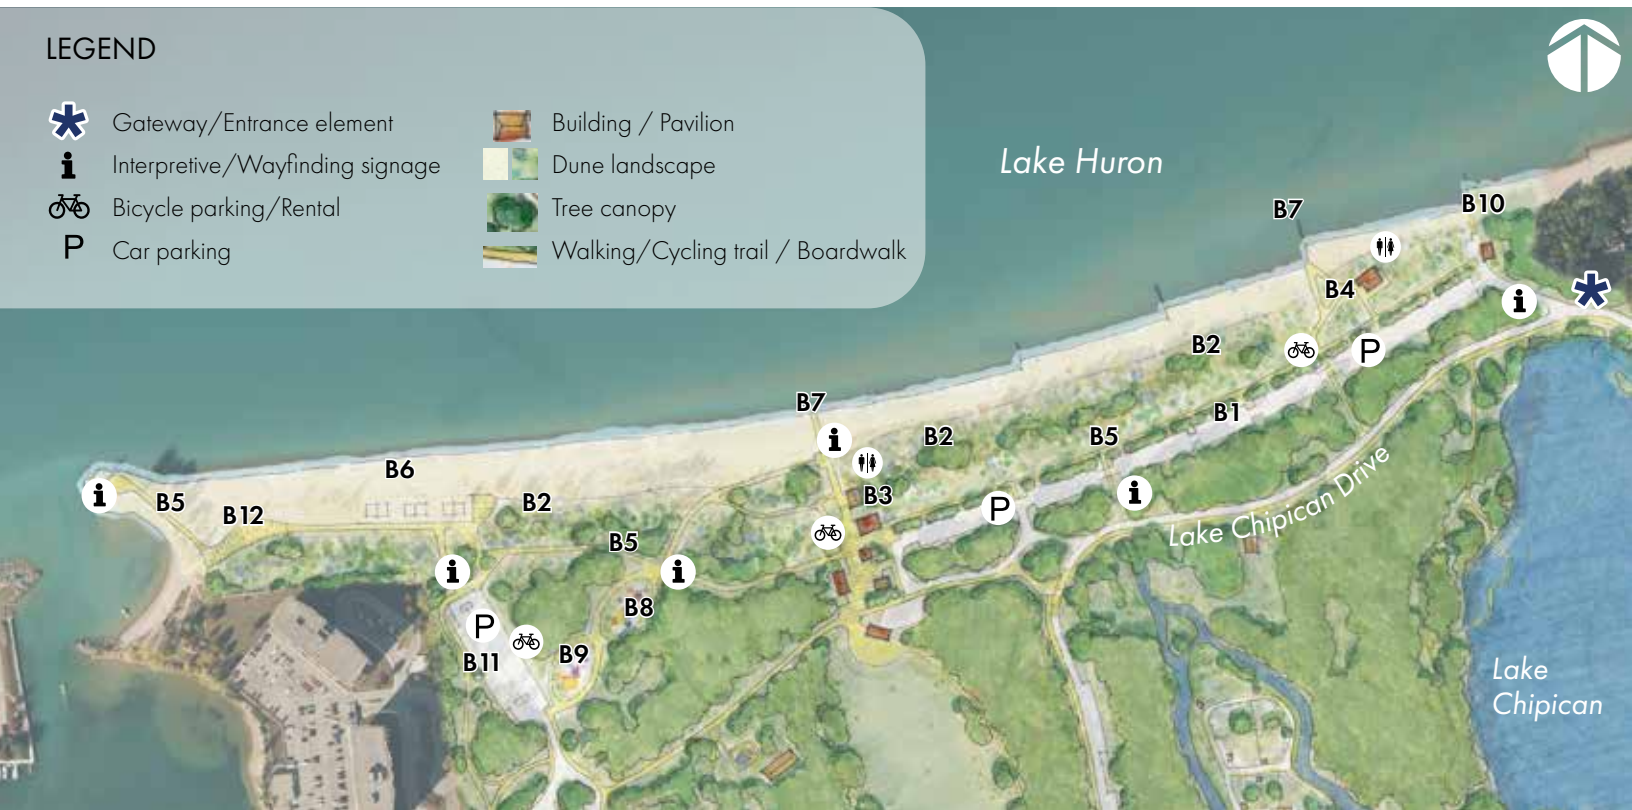 LEGEND
Gateway/Entrance element
i Interpretive/Wayfinding signage
Bicycle parking/Rental
P Car parking
Building / Pavilion
Dune landscape
Tree canopy
Walking/Cycling trail / Boardwalk
Lake Huron
B7
B10
B4
i
B2
P
B7
B1
i
B2
B5
B6
B3
i
B5
B2
P
B12
i
B5
Lake Chipican Drive
i
i
B8
P
B9
B11
Lake
Chipican